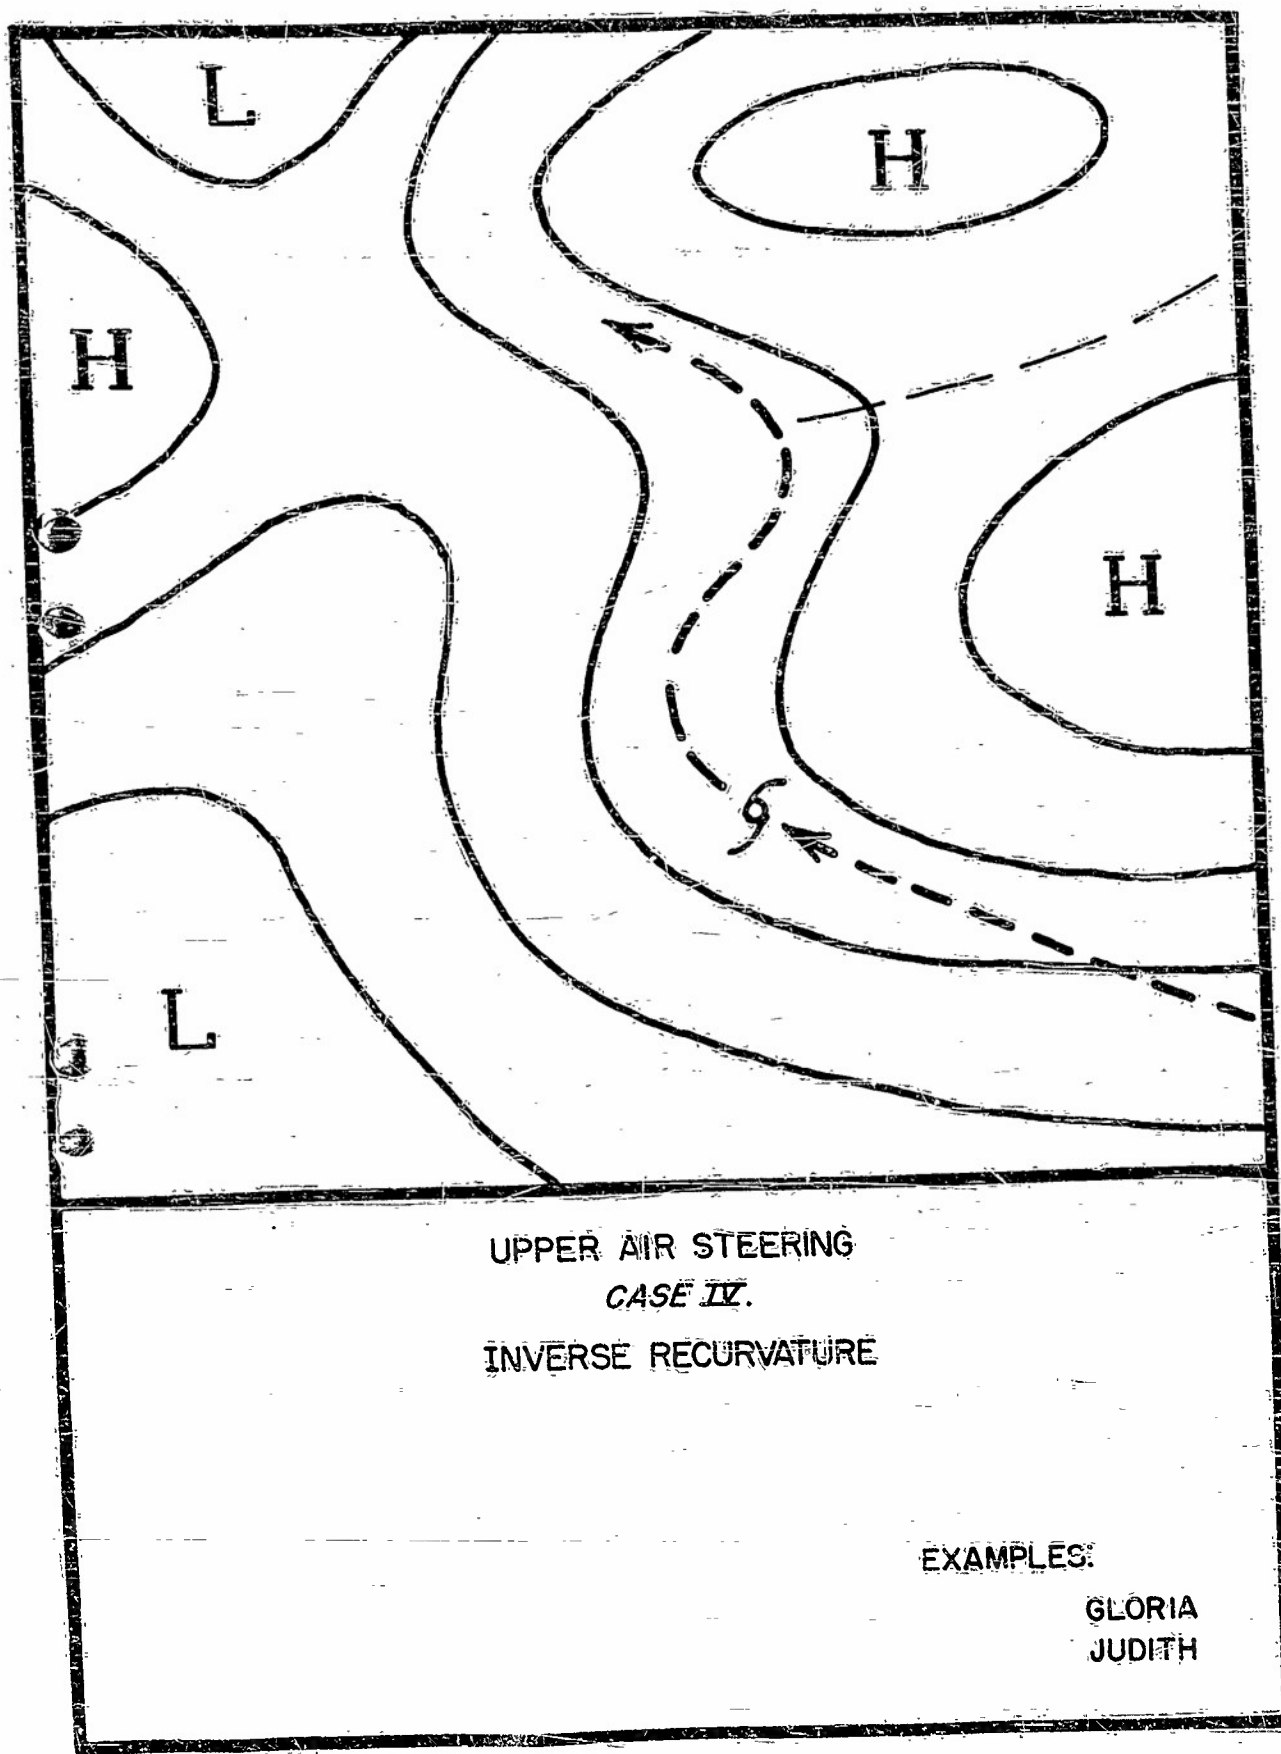 L
H
H
H
L
UPPER AIR STEERING
CASE IV.
INVERSE RECURVATURE
EXAMPLES:
GLORIA
JUDITH